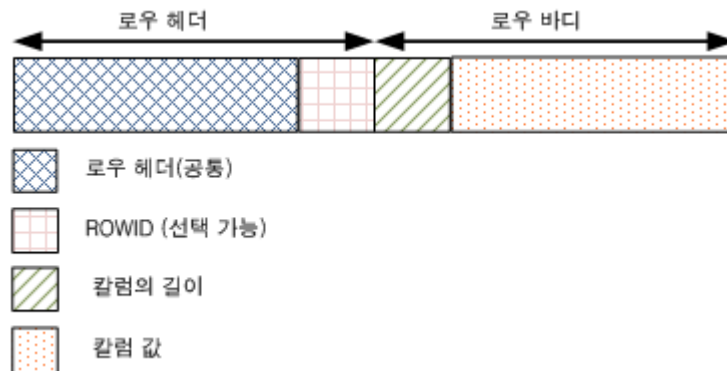 로우 헤더
로우 바디
로우 헤더(공통)
ROWID (선택 가능)
칼럼의 길이
칼럼 값